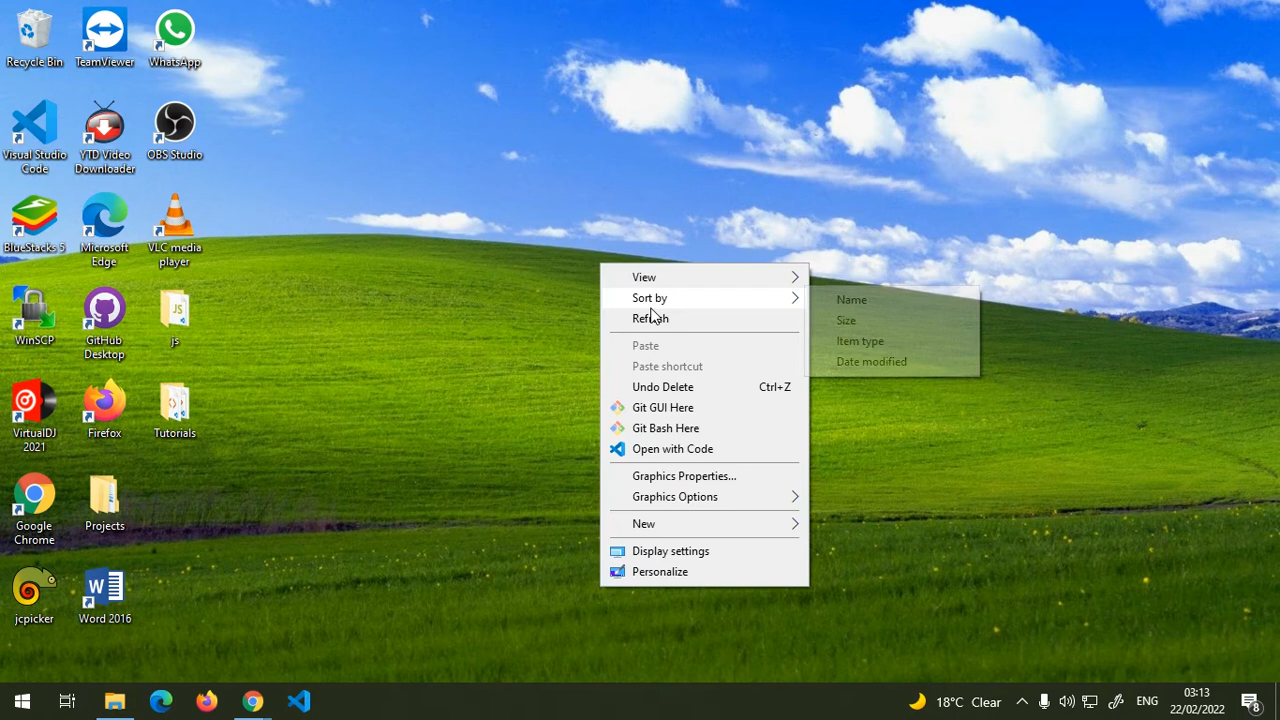 Recycle Bin
TeamViewer
WhatsApp
Visual Studio
Code
YTD Video
Downloader
OBS Studio
BlueStacks 5
Microsoft
Edge
VLC media
player
WinSCP
GitHub
Desktop
JS
js
VirtualDJ
2021
Firefox
Tutorials
Google
Chrome
Projects
jcpicker
Word 2016
View
Sort by
Refresh
Paste
Paste shortcut
Undo Delete Ctrl+Z
Git GUI Here
Git Bash Here
Open with Code
Graphics Properties...
Graphics Options
New
Display settings
Personalize
Name
Size
Item type
Date modified
18°C Clear
ENG
03:13
22/02/2022
8